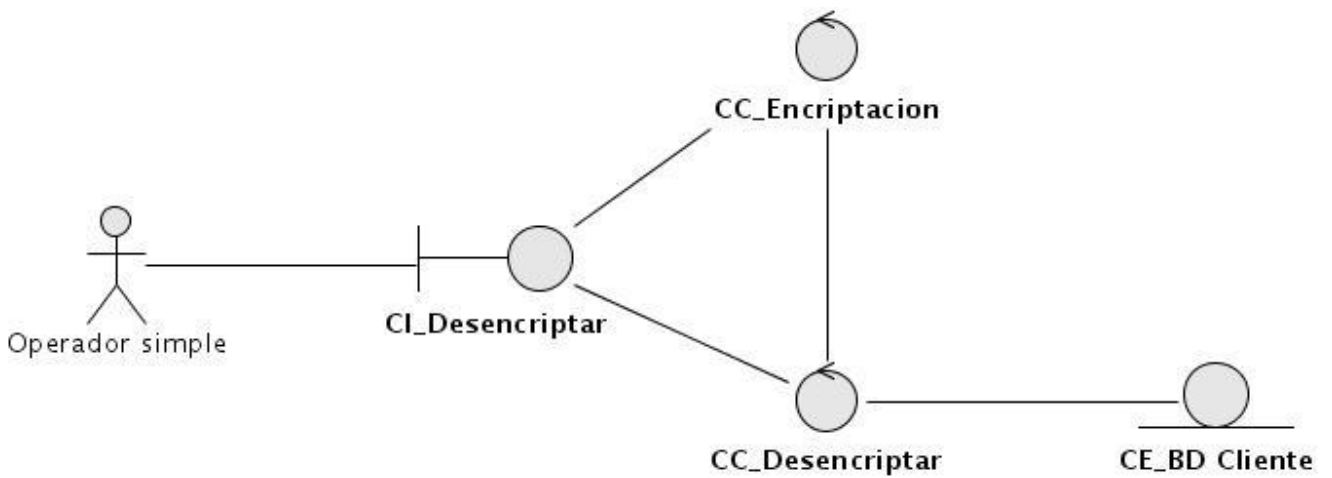 CC_Encriptacion
CI_Desencriptar
Operador simple
CC_Desencriptar
CE_BD Cliente